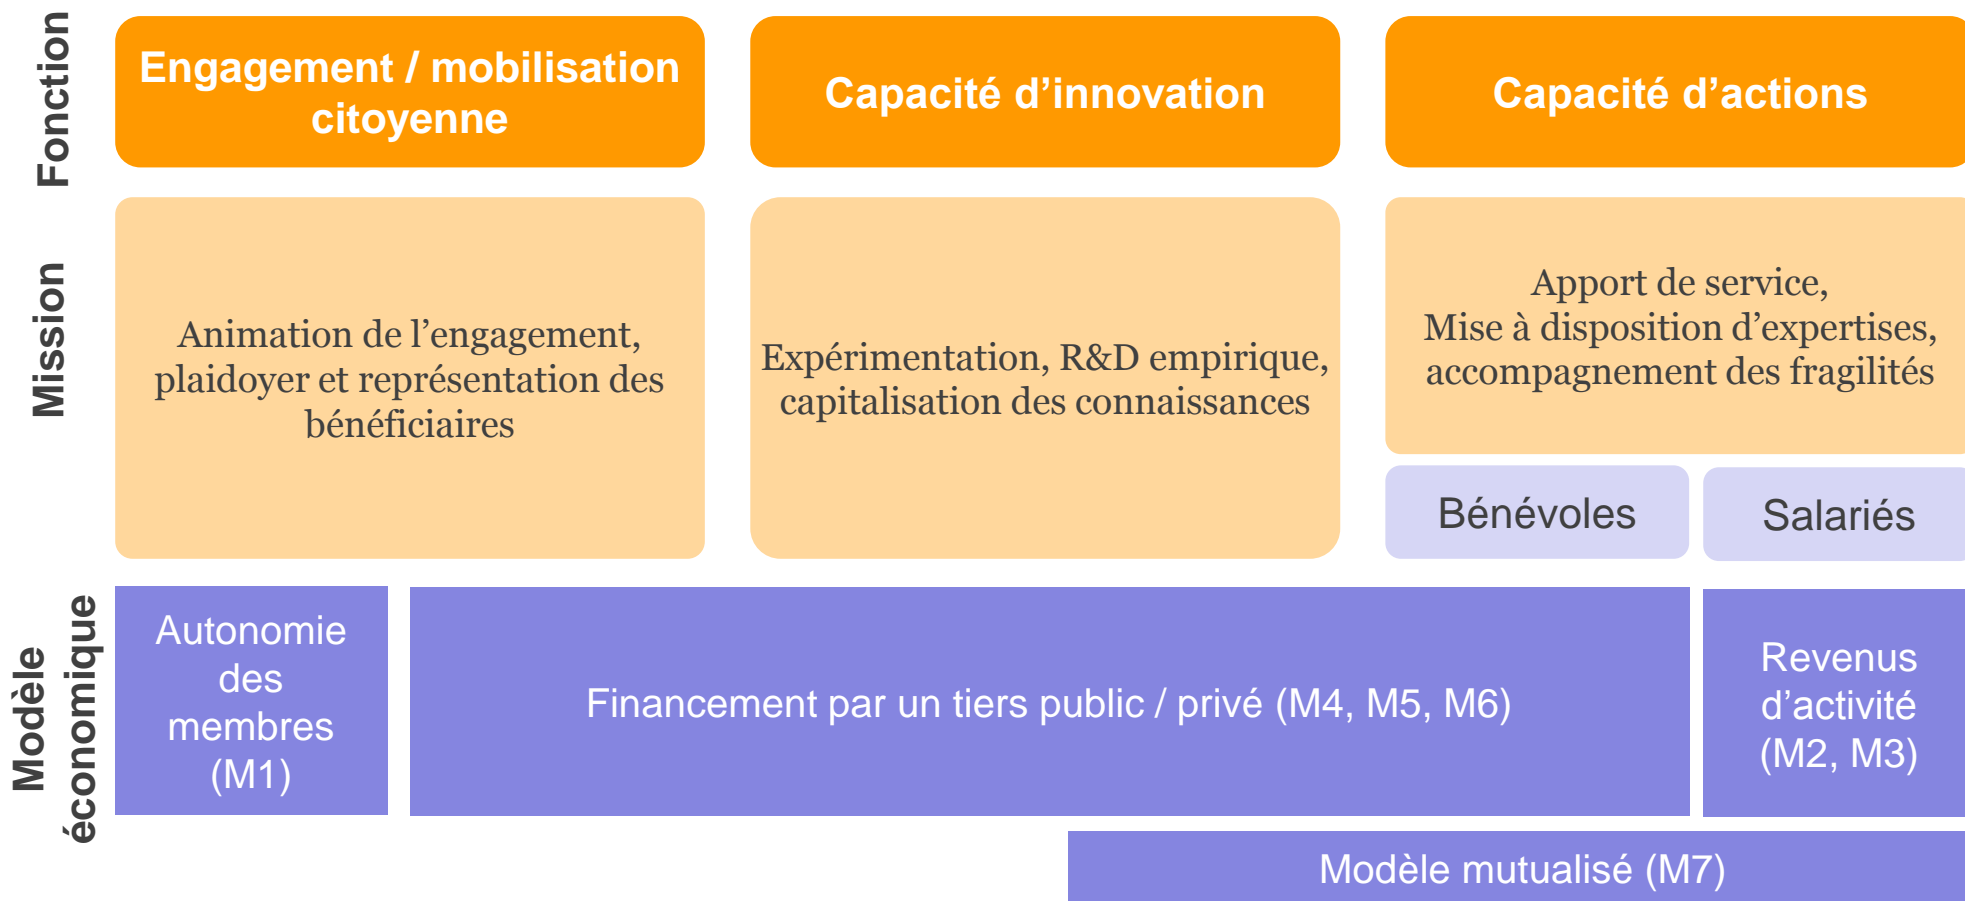 Fonction
Engagement / mobilisation
citoyenne
Capacité d’innovation
Capacité d’actions
Mission
Animation de l’engagement,
plaidoyer et représentation des
bénéficiaires
Expérimentation, R&D empirique,
capitalisation des connaissances
Apport de service,
Mise à disposition d’expertises,
accompagnement des fragilités
Bénévoles
Salariés
Modèle
économique
Autonomie
des
membres
(M1)
Financement par un tiers public / privé (M4, M5, M6)
Revenus
d’activité
(M2, M3)
Modèle mutualisé (M7)